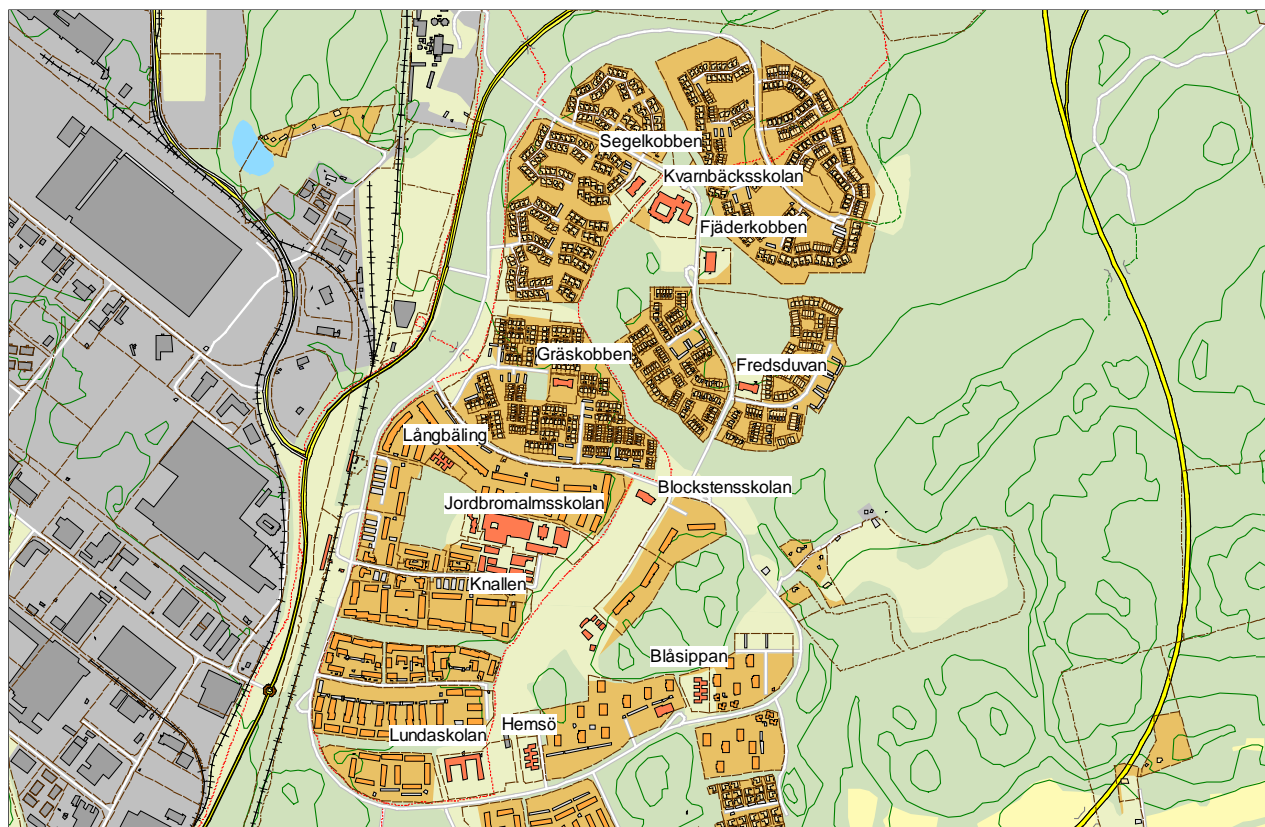 Segelkobben
Kvarnbäcksskolan
Fjäderkobben
Gräskobben
Fredsduvan
Långbäling
Blockstensskolan
Jordbromalmsskolan
Knallen
Blåsippan
Hemsö
Lundaskolan